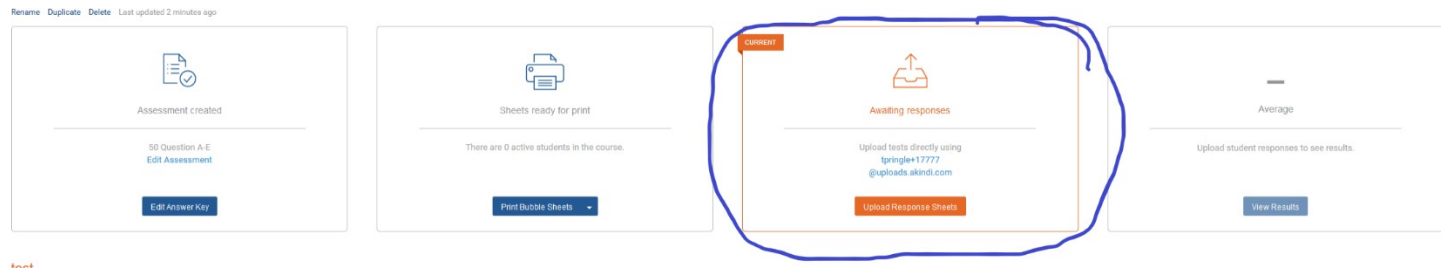 Rename Duplicate Delete Last updated 2 minutes ago
Assessment created
50 Question A-E
Edit Assessment
Edit Answer Key
Sheets ready for print
There are 0 active students in the course.
Print Bubble Sheets
CURRENT
Awaiting responses
Upload tests directly using
tpringle+17777
@uploads.akindi.com
Upload Response Sheets
Average
Upload student responses to see results.
View Results